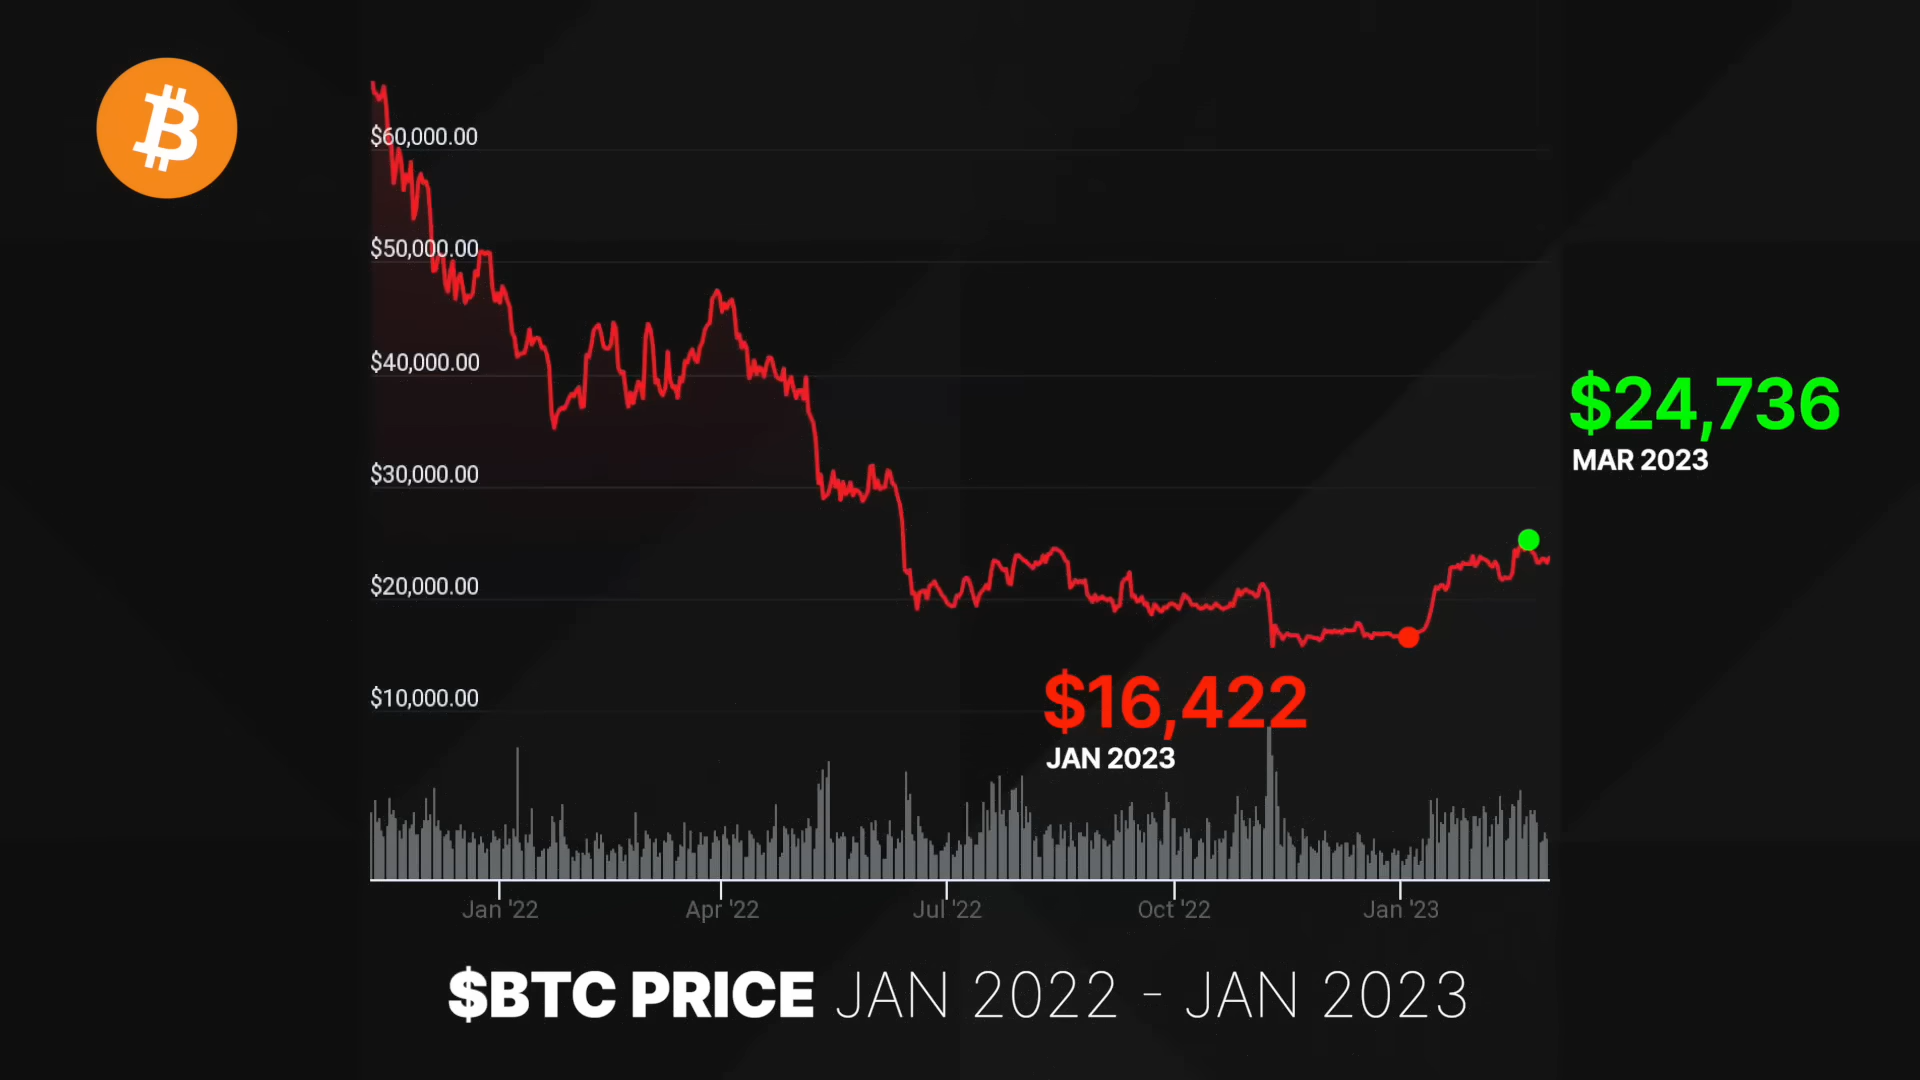 $60,000.00
$50,000.00
$40,000.00
$30,000.00
$20,000.00
$10,000.00
$24,736
MAR 2023
$16,422
JAN 2023
Jan '22 Apr '22 Jul '22 Oct '22 Jan '23
$BTC PRICE JAN 2022 - JAN 2023